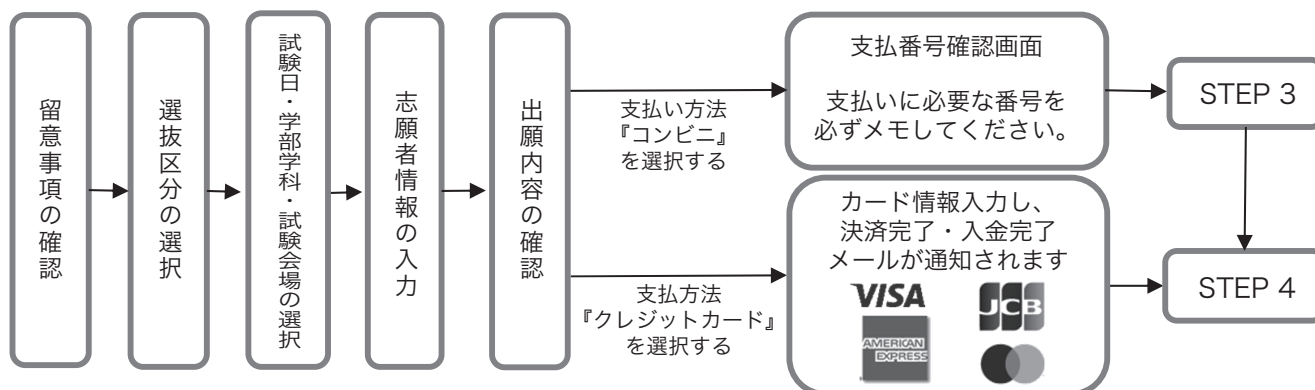 留意事項の確認
選抜区分の選択
試験日・学部学科・試験会場の選択
志願者情報の入力
出願内容の確認
支払い方法
『コンビニ』
を選択する
支払番号確認画面
支払いに必要な番号を
必ずメモしてください。
STEP 3
支払方法
『クレジットカード』
を選択する
カード情報入力し、
決済完了・入金完了
メールが通知されます
VISA
JCB
AMERICAN
EXPRESS
STEP 4